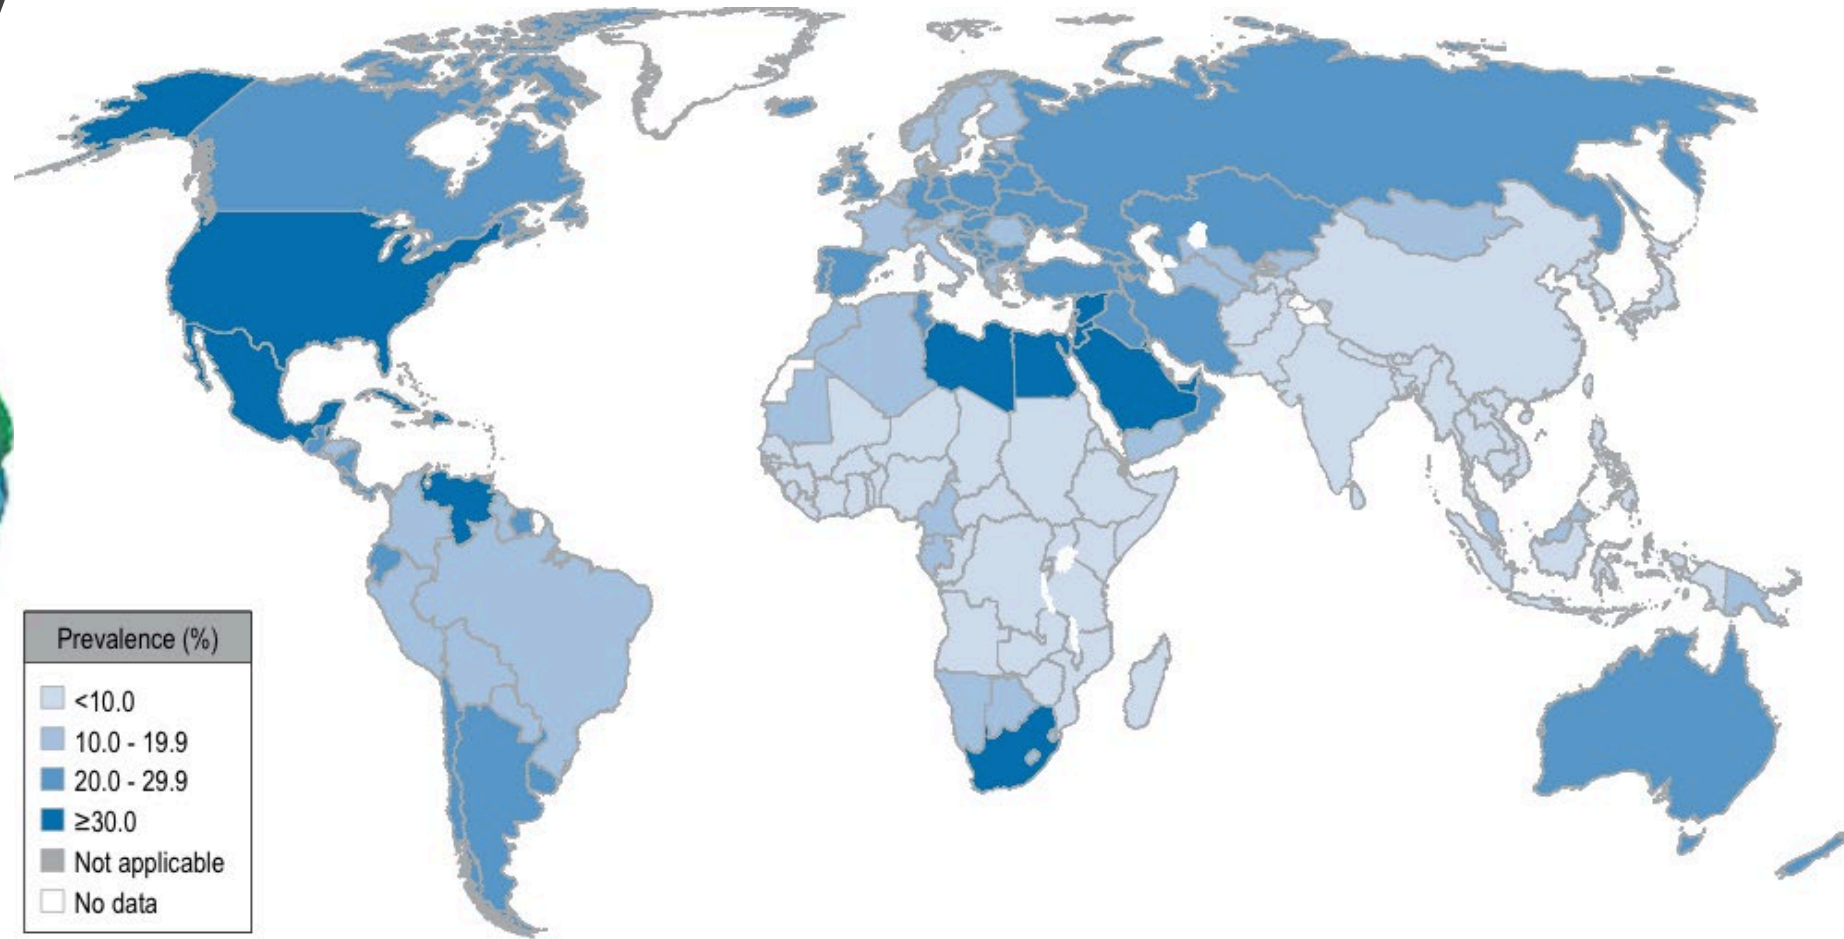 Prevalence (%)
<10.0
10.0 - 19.9
20.0 - 29.9
≥30.0
Not applicable
No data